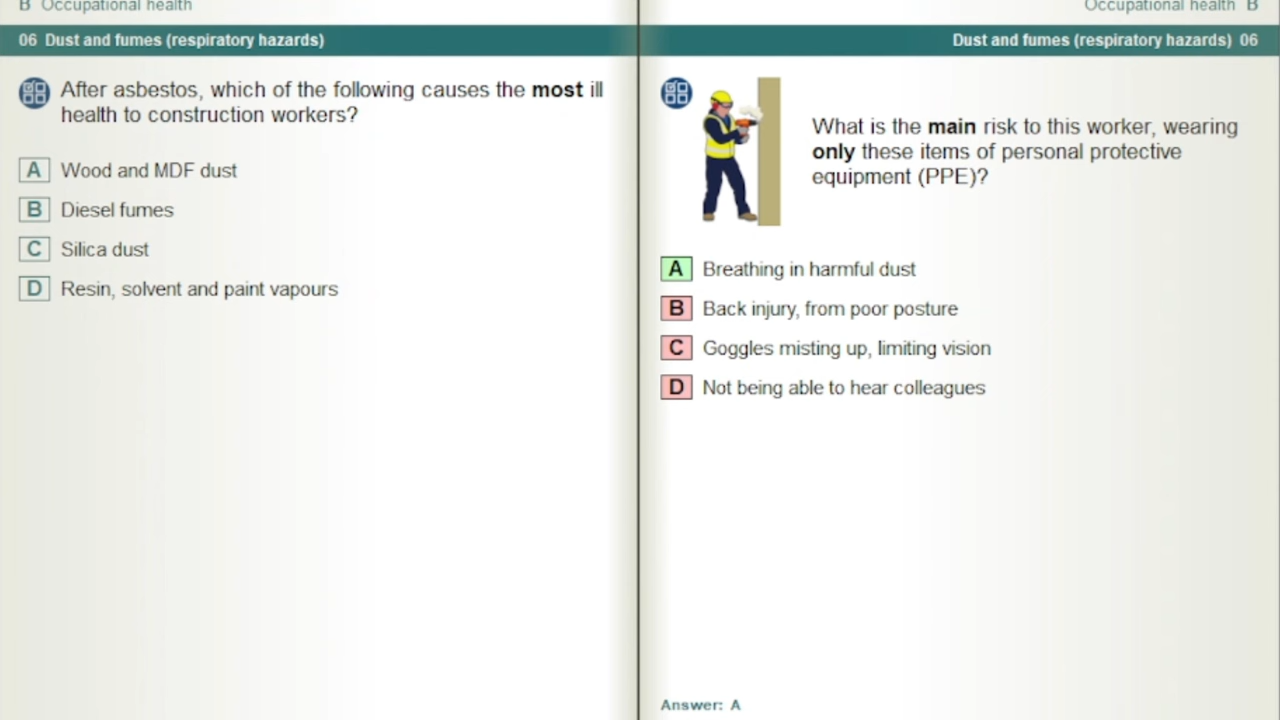 B Occupational health
06 Dust and fumes (respiratory hazards)
After asbestos, which of the following causes the most ill
health to construction workers?
A Wood and MDF dust
B Diesel fumes
C Silica dust
D Resin, solvent and paint vapours
Occupational health B
Dust and fumes (respiratory hazards) 06
What is the main risk to this worker, wearing
only these items of personal protective
equipment (PPE)?
A Breathing in harmful dust
B Back injury, from poor posture
C Goggles misting up, limiting vision
D Not being able to hear colleagues
Answer: A